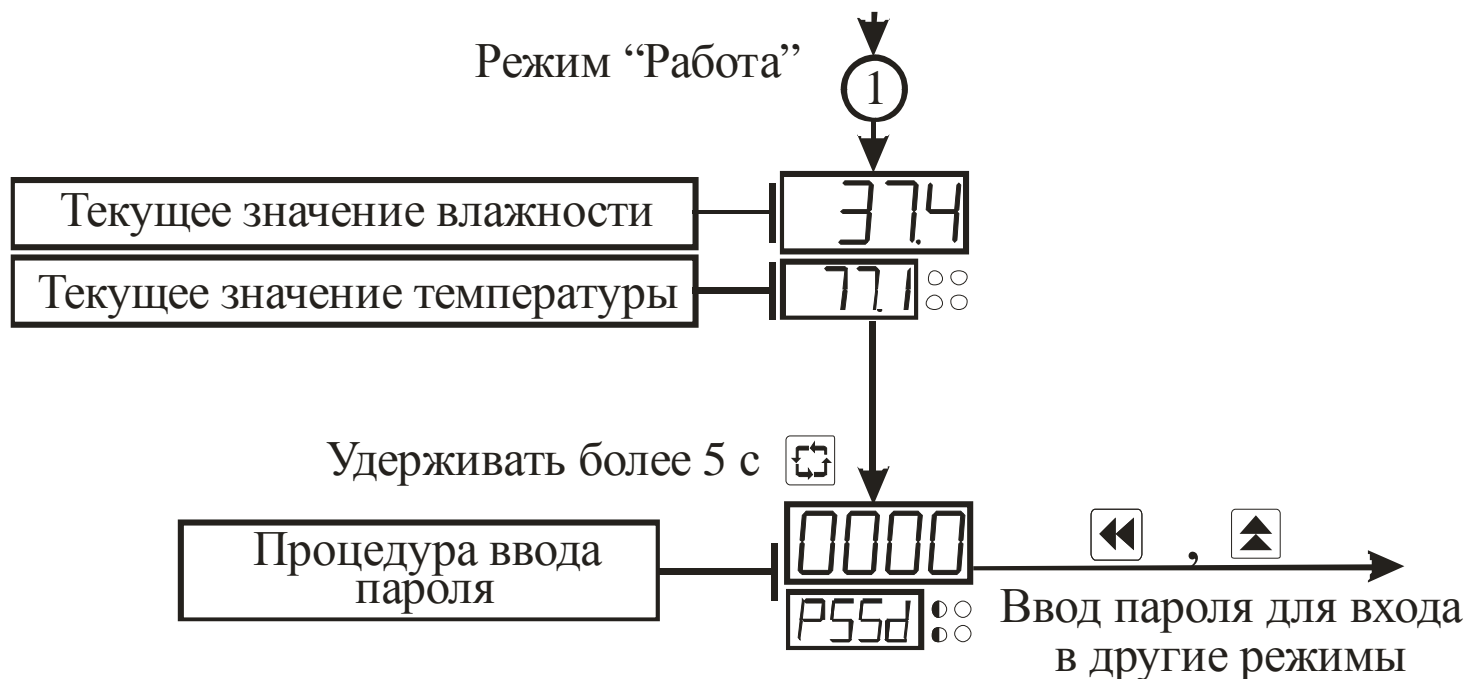 Режим “Работа”
1
Текущее значение влажности
37.4
Текущее значение температуры
77.1
Удерживать более 5 с
Процедура ввода
пароля
0000
PSSd
,
Ввод пароля для входа
в другие режимы